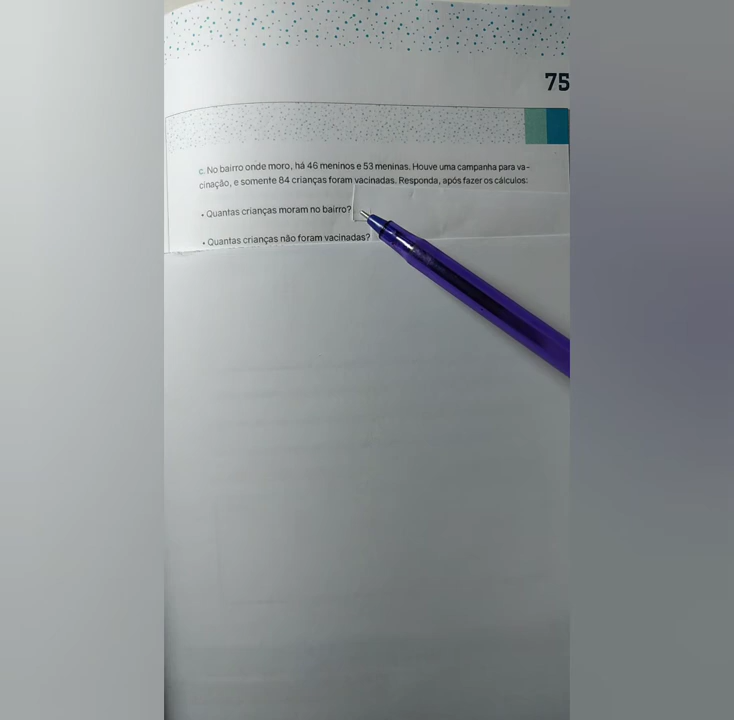 75
c. No bairro onde moro, há 46 meninos e 53 meninas. Houve uma campanha para va-
cinação, e somente 84 crianças foram vacinadas. Responda, após fazer os cálculos:
• Quantas crianças moram no bairro?
• Quantas crianças não foram vacinadas?